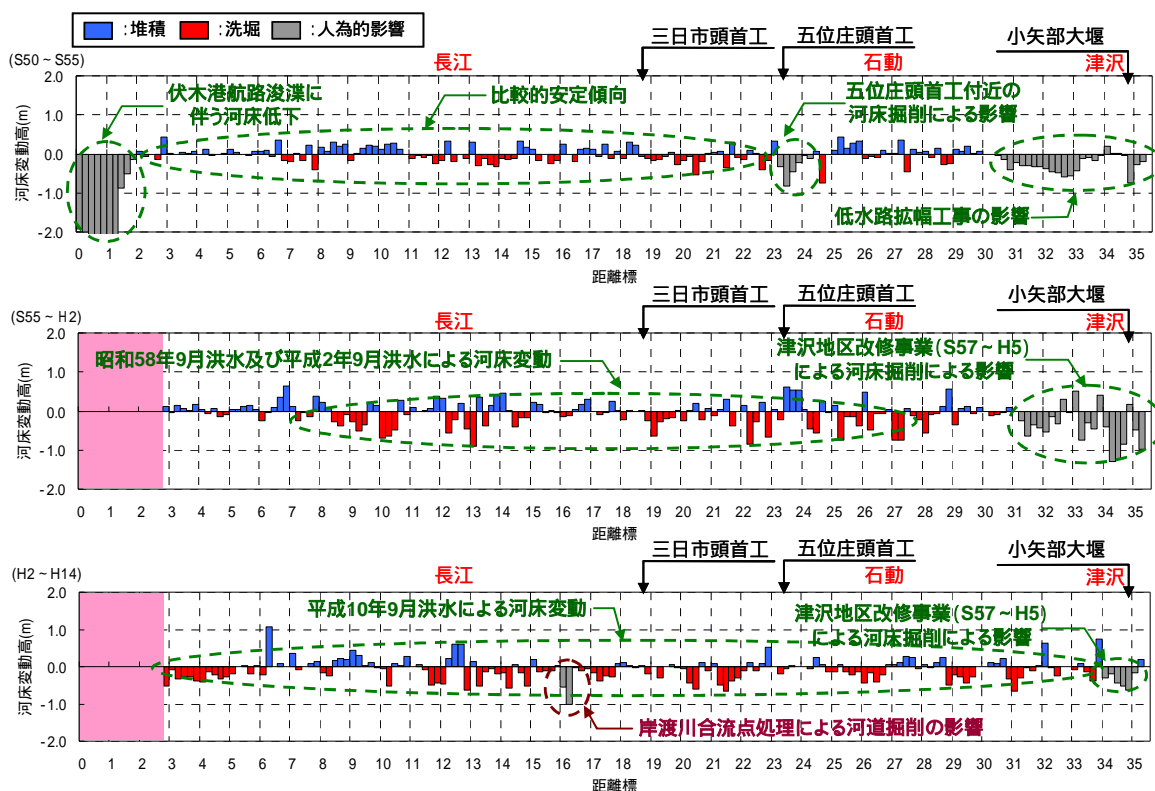 :堆積 :洗堀 :人為的影響
三日市頭首工 五位庄頭首工 小矢部大堰
(S50～S55) 長江 石動 津沢
河床変動高(m)
2.0
1.0
0.0
-1.0
-2.0
伏木港航路浚渫に
伴う河床低下
比較的安定傾向
五位庄頭首工付近の
河床掘削による影響
低水路拡幅工事の影響
0 1 2 3 4 5 6 7 8 9 10 11 12 13 14 15 16 17 18 19 20 21 22 23 24 25 26 27 28 29 30 31 32 33 34 35
距離標
三日市頭首工 五位庄頭首工 小矢部大堰
(S55～H2) 長江 石動 津沢
河床変動高(m)
2.0
1.0
0.0
-1.0
-2.0
昭和58年9月洪水及び平成2年9月洪水による河床変動
津沢地区改修事業(S57～H5)
による河床掘削による影響
0 1 2 3 4 5 6 7 8 9 10 11 12 13 14 15 16 17 18 19 20 21 22 23 24 25 26 27 28 29 30 31 32 33 34 35
距離標
三日市頭首工 五位庄頭首工 小矢部大堰
(H2～H14) 長江 石動 津沢
河床変動高(m)
2.0
1.0
0.0
-1.0
-2.0
平成10年9月洪水による河床変動
津沢地区改修事業(S57～H5)
による河床掘削による影響
岸渡川合流点処理による河道掘削の影響
0 1 2 3 4 5 6 7 8 9 10 11 12 13 14 15 16 17 18 19 20 21 22 23 24 25 26 27 28 29 30 31 32 33 34 35
距離標